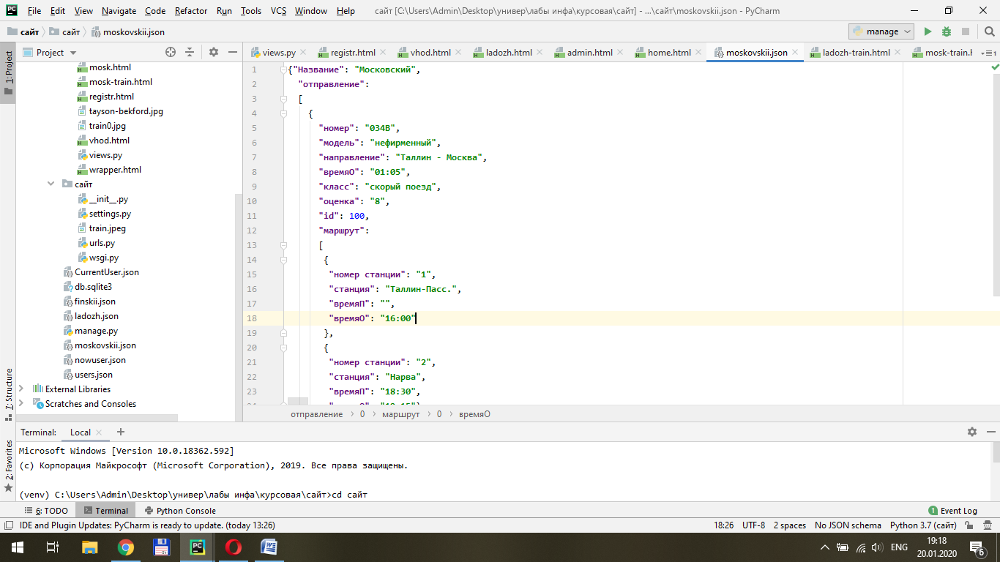 File Edit View Navigate Code Refactor Run Tools VCS Window Help сайт [C:\Users\Admin\Desktop\универ\лабы инфа\курсовая\сайт] - ...\сайт\moskovskii.json - PyCharm
сайт сайт moskovskii.json manage
1: Project
Project
views.py registr.html vhod.html ladozh.html admin.html home.html moskovskii.json ladozh-train.html mosk-train.
mosk.html
mosk-train.html
registr.html
tayson-bekford.jpg
train0.jpg
vhod.html
views.py
wrapper.html
сайт
__init__.py
settings.py
train.jpeg
urls.py
wsgi.py
CurrentUser.json
db.sqlite3
finskii.json
ladozh.json
manage.py
moskovskii.json
nowuser.json
users.json
External Libraries
Scratches and Consoles
1 {"Название": "Московский",
2 "отправление":
3 [
4 {
5 "номер": "034В",
6 "модель": "нефирменный",
7 "направление": "Таллин - Москва",
8 "времяО": "01:05",
9 "класс": "скорый поезд",
10 "оценка": "8",
11 "id": 100,
12 "маршрут":
13 [
14 {
15 "номер станции": "1",
16 "станция": "Таллин-Пасс.",
17 "времяП": "",
18 "времяО": "16:00"
19 },
20 {
21 "номер станции": "2",
22 "станция": "Нарва",
23 "времяП": "18:30",
отправление 0 маршрут 0 времяО
7: Structure
2: Favorites
Terminal: Local
Microsoft Windows [Version 10.0.18362.592]
(c) Корпорация Майкрософт (Microsoft Corporation), 2019. Все права защищены.
(venv) C:\Users\Admin\Desktop\универ\лабы инфа\курсовая\сайт>cd сайт
6: TODO Terminal Python Console 1 Event Log
IDE and Plugin Updates: PyCharm is ready to update. (today 13:26) 18:26 UTF-8 2 spaces No JSON schema Python 3.7 (сайт)
ENG 19:18
20.01.2020 6